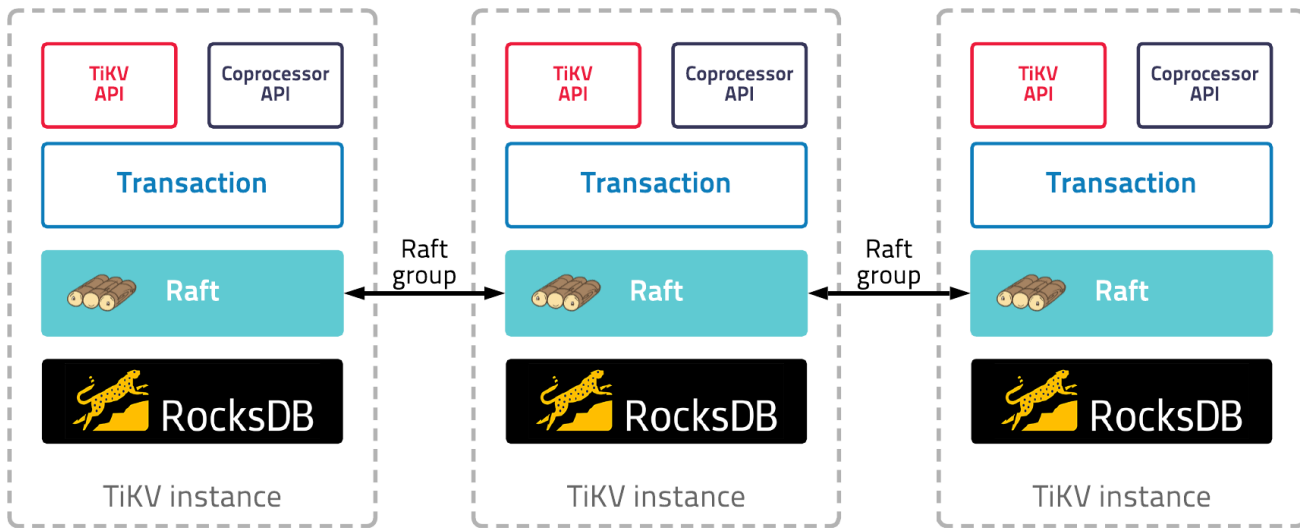 TiKV
API
Coprocessor
API
Transaction
Raft
RocksDB
TiKV instance
Raft
group
TiKV
API
Coprocessor
API
Transaction
Raft
RocksDB
TiKV instance
Raft
group
TiKV
API
Coprocessor
API
Transaction
Raft
RocksDB
TiKV instance